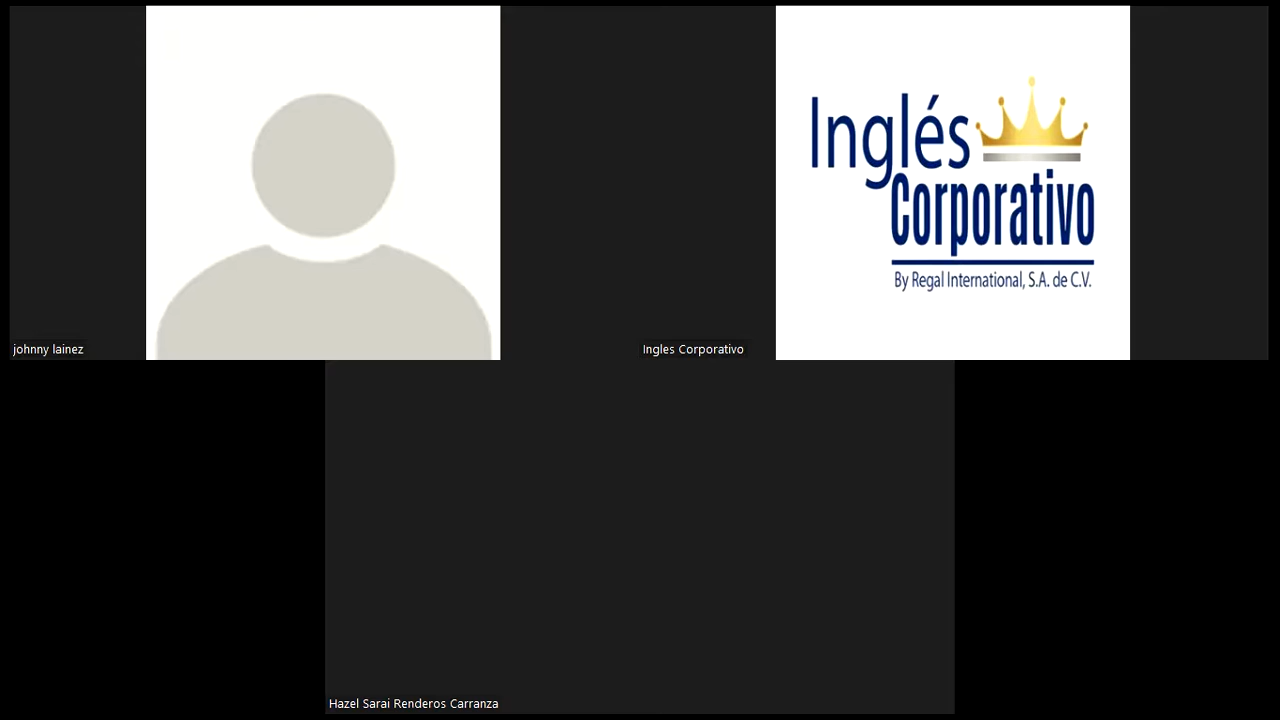 Inglés
Corporativo
By Regal International, S.A. de C.V.
johnny lainez
Ingles Corporativo
Hazel Sarai Renderos Carranza